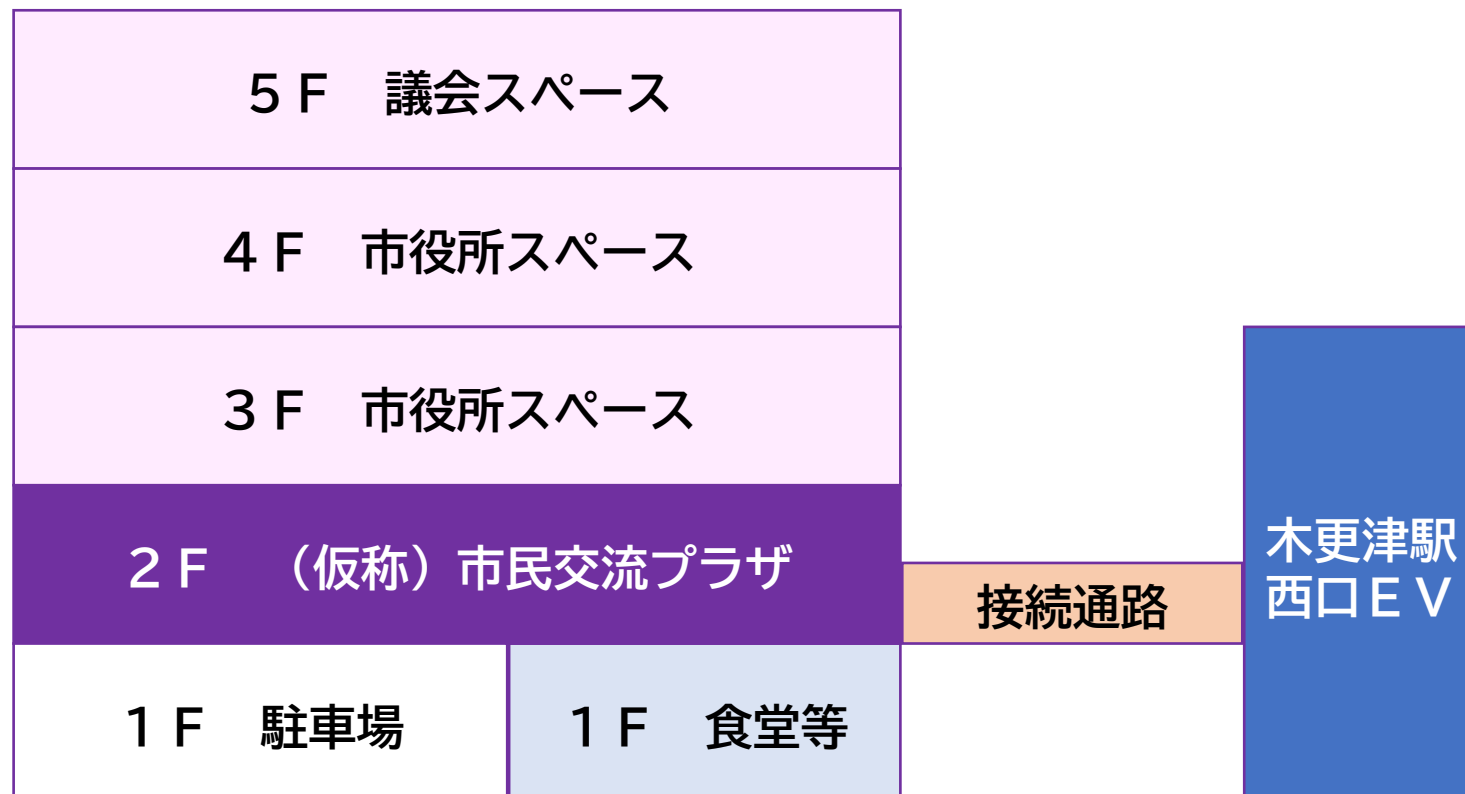 ５Ｆ　議会スペース
４Ｆ　市役所スペース
３Ｆ　市役所スペース
２Ｆ　（仮称）市民交流プラザ
接続通路
木更津駅
西口ＥＶ
１Ｆ　駐車場
１Ｆ　食堂等